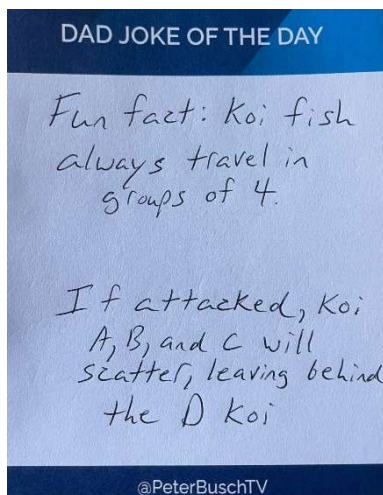 DAD JOKE OF THE DAY
Fun fact: Koi fish
always travel in
groups of 4.
If attacked, Koi
A, B, and C will
scatter, leaving behind
the D Koi
@PeterBuschTV